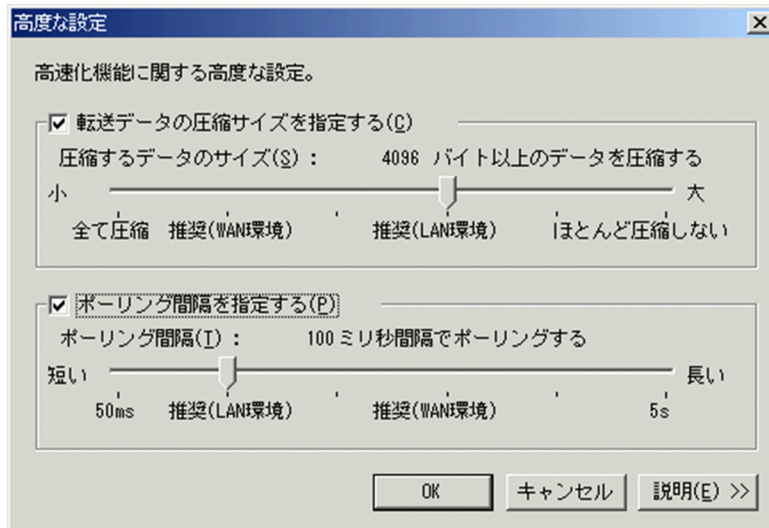 高度な設定
高速化機能に関する高度な設定。
転送データの圧縮サイズを指定する(C)
圧縮するデータのサイズ(S) : 4096 バイト以上のデータを圧縮する
小 大
全て圧縮 推奨(WAN環境) 推奨(LAN環境) ほとんど圧縮しない
ポーリング間隔を指定する(P)
ポーリング間隔(T) : 100 ミリ秒間隔でポーリングする
短い 長い
50ms 推奨(LAN環境) 推奨(WAN環境) 5s
OK キャンセル 説明(E) >>